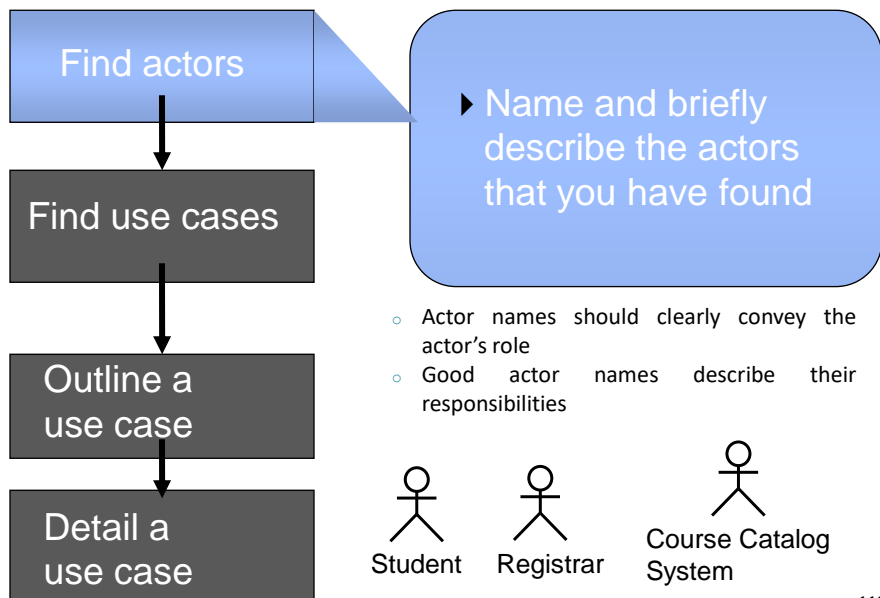 Find actors
Name and briefly
describe the actors
that you have found
Find use cases
Outline a
use case
Detail a
use case
○ Actor names should clearly convey the
actor's role
○ Good actor names describe their
responsibilities
Student
Registrar
Course Catalog
System